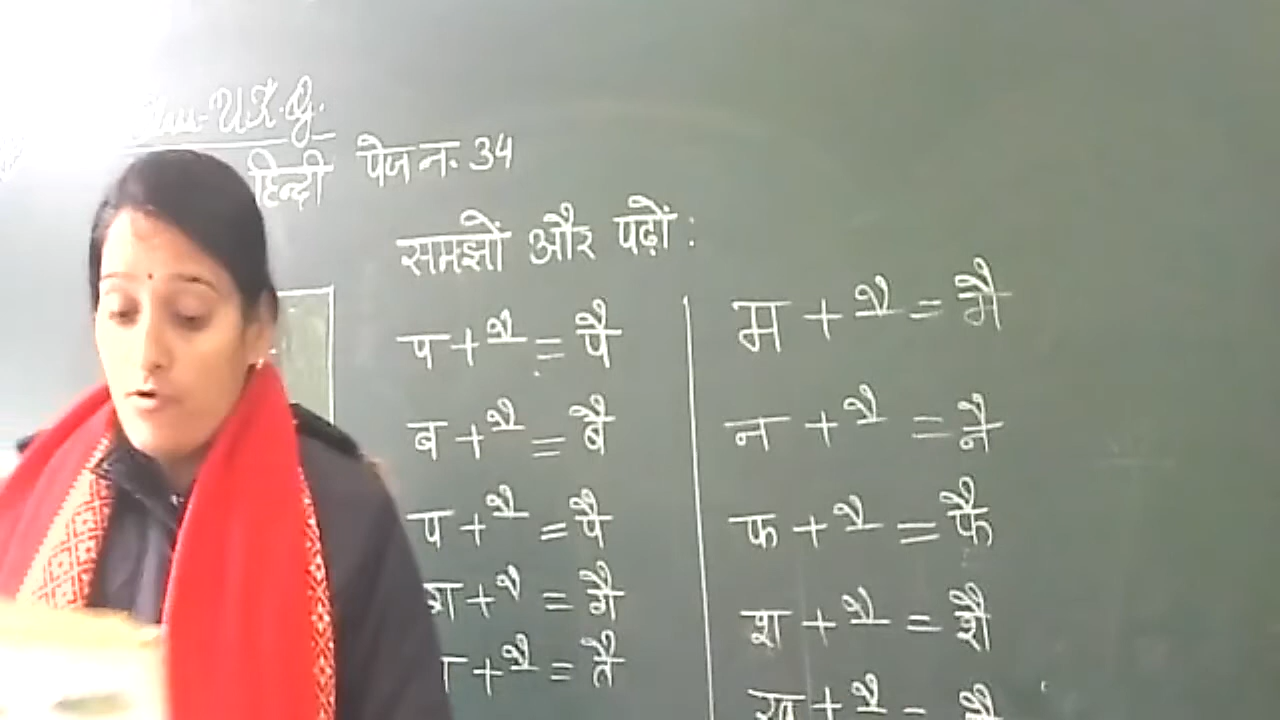 U.K.G.
हिन्दी पेज न. 34
समझों और पढ़ों :
प + ै = पै
ब + ै = बै
प + ै = पै
+ ै =
+ ै = तै
म + ै = मै
न + ै = नै
फ + ै = फै
श + ै = शै
ख + ै =